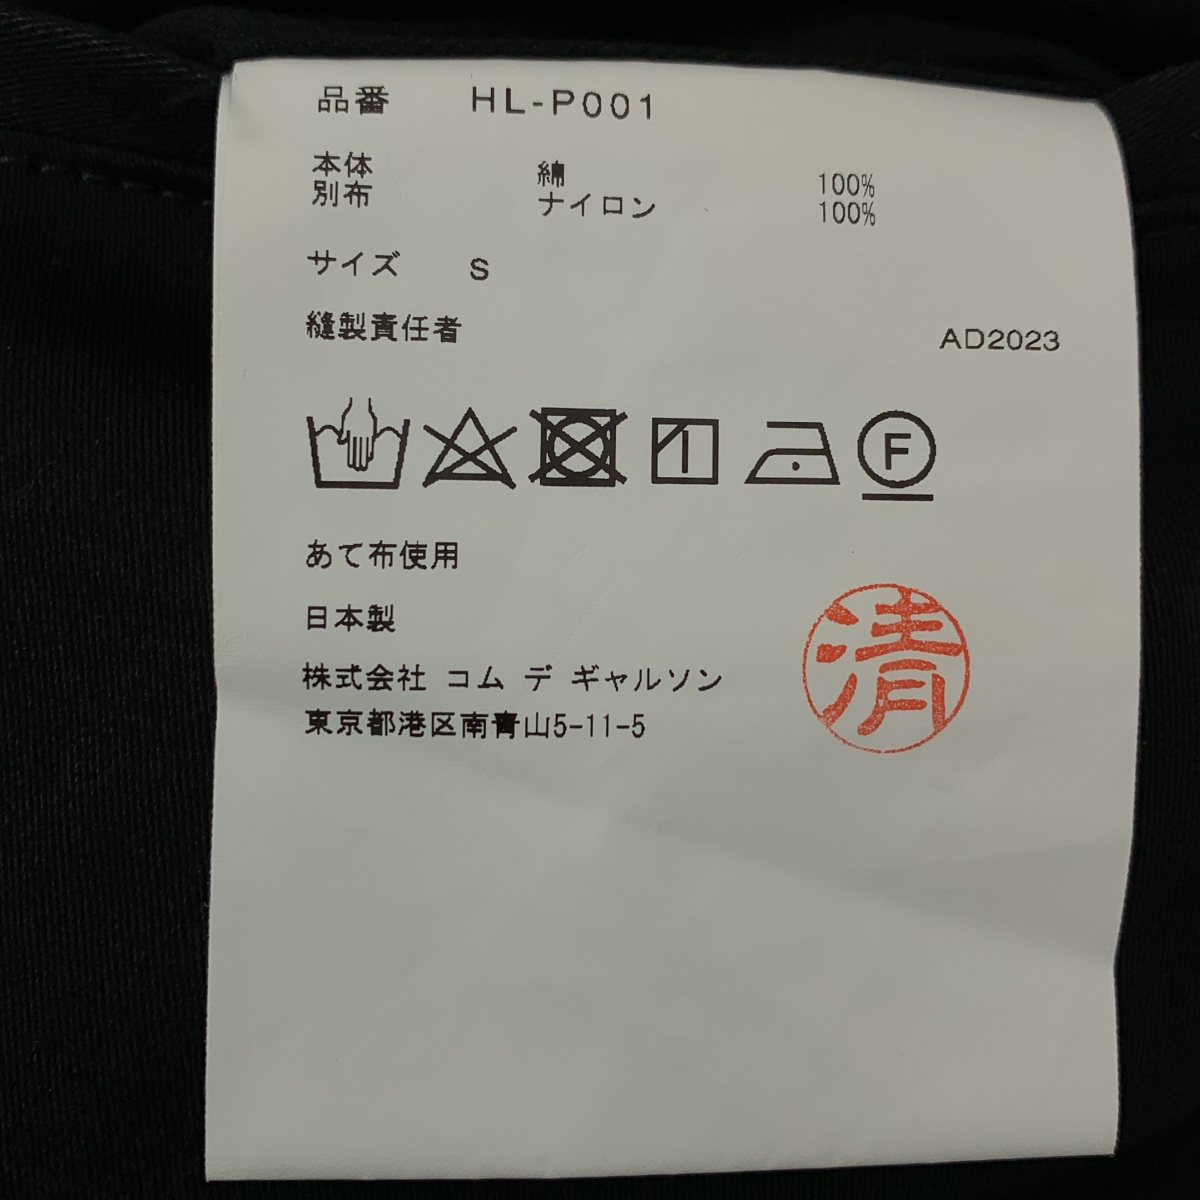 品番 HL-P001
本体 綿 100%
別布 ナイロン 100%
サイズ S
縫製責任者 AD2023
F
あて布使用
日本製
清
株式会社 コム デ ギャルソン
東京都港区南青山5-11-5